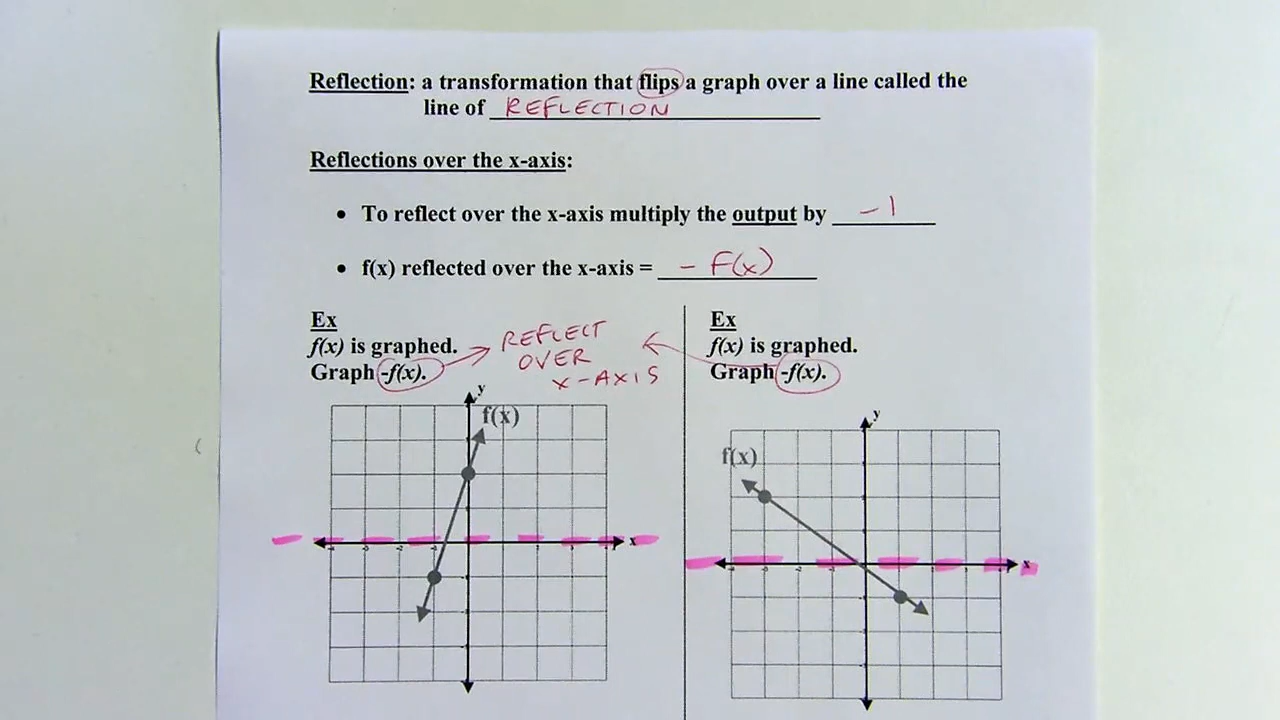 Reflection: a transformation that flips a graph over a line called the
line of REFLECTION
Reflections over the x-axis:
• To reflect over the x-axis multiply the output by -1
• f(x) reflected over the x-axis = - F(x)
Ex
f(x) is graphed.
Graph -f(x).
REFLECT
OVER
X-AXIS
y
f(x)
x
Ex
f(x) is graphed.
Graph -f(x).
y
f(x)
x